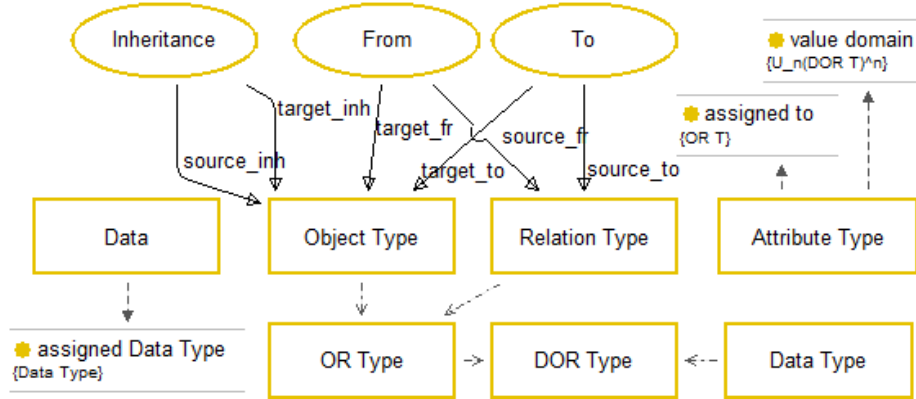 Inheritance
From
To
value domain
{U_n(DOR T)^n}
target_inh
target_fr
source_fr
assigned to
{OR T}
source_inh
target_to
source_to
Data
Object Type
Relation Type
Attribute Type
assigned Data Type
{Data Type}
OR Type
DOR Type
Data Type